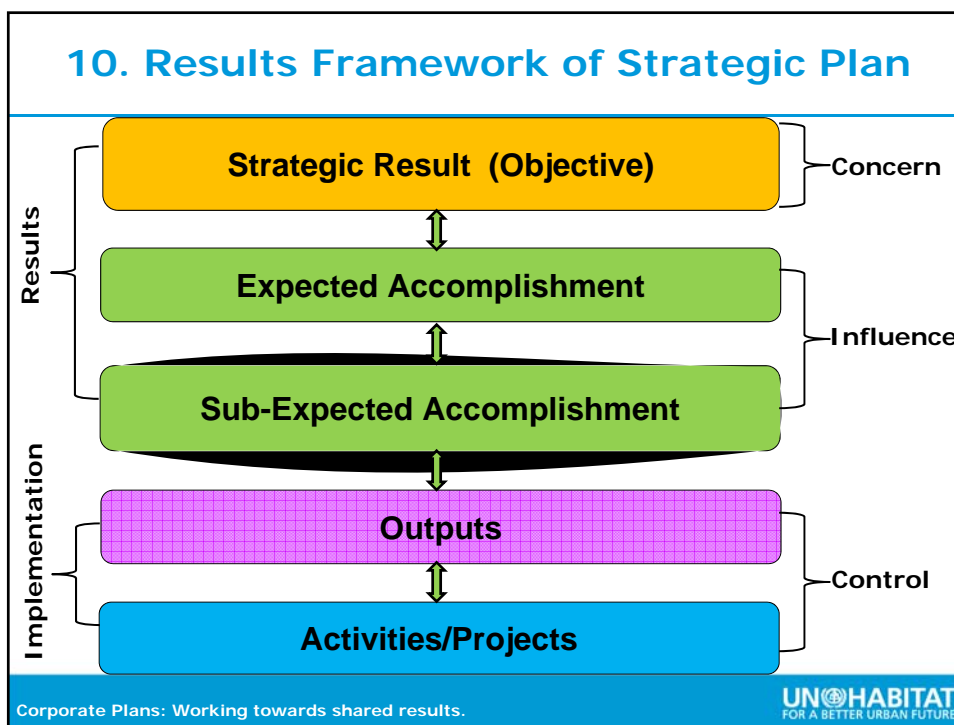 10. Results Framework of Strategic Plan
Strategic Result (Objective)
Concern
Results
Expected Accomplishment
Influence
Sub-Expected Accomplishment
Implementation
Outputs
Control
Activities/Projects
Corporate Plans: Working towards shared results.
UN HABITAT
FOR A BETTER URBAN FUTURE